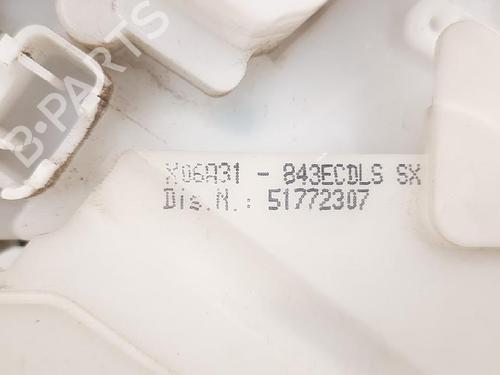 B-PARTS
X06A31 - 843ECDLS SX
Dis.N.: 51772307